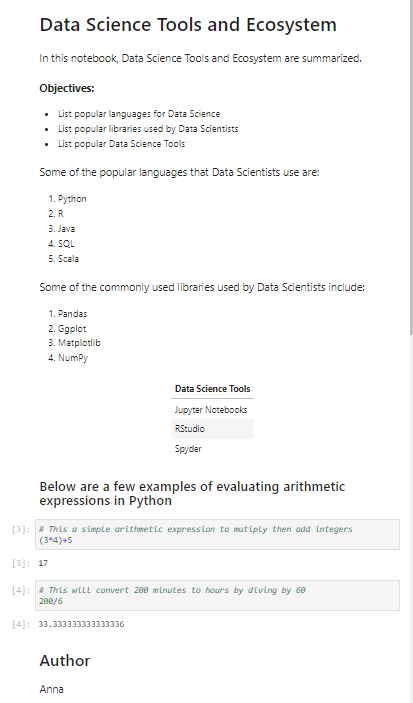 Data Science Tools and Ecosystem
In this notebook, Data Science Tools and Ecosystem are summarized.
Objectives:
• List popular languages for Data Science
• List popular libraries used by Data Scientists
• List popular Data Science Tools
Some of the popular languages that Data Scientists use are:
1. Python
2. R
3. Java
4. SQL
5. Scala
Some of the commonly used libraries used by Data Scientists include:
1. Pandas
2. Ggplot
3. Matplotlib
4. NumPy
Data Science Tools
Jupyter Notebooks
RStudio
Spyder
Below are a few examples of evaluating arithmetic
expressions in Python
[3]: # This a simple arithmetic expression to mutiply then add integers
(3*4)+5
[3]: 17
[4]: # This will convert 200 minutes to hours by diving by 60
200/6
[4]: 33.333333333333336
Author
Anna